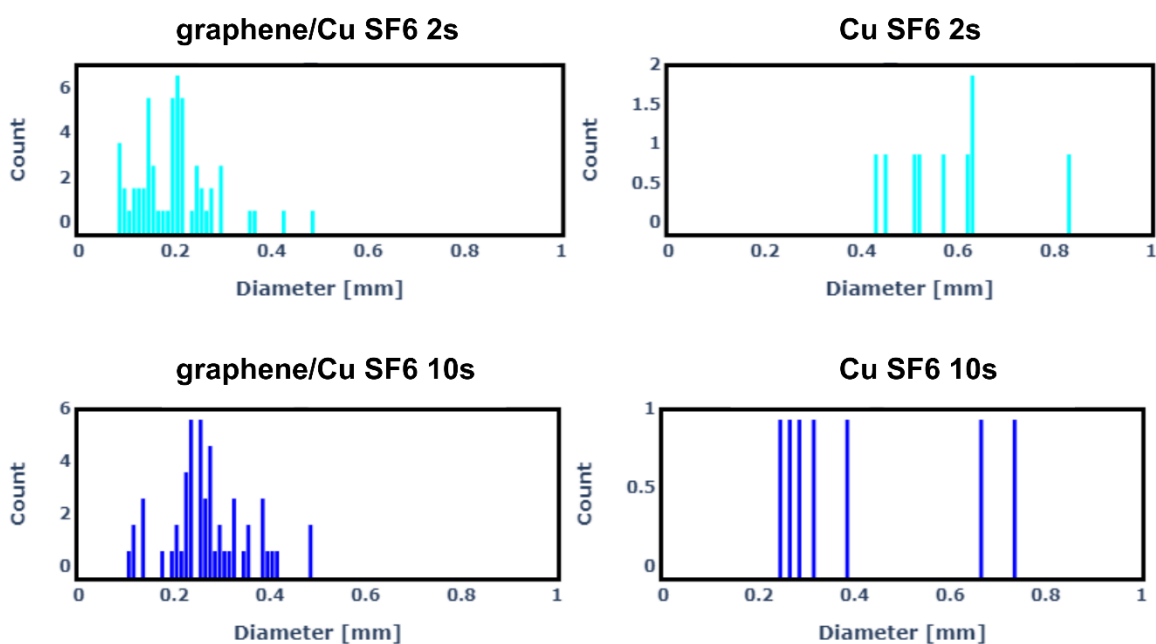 graphene/Cu SF6 2s
6
4
2
0
Count
0 0.2 0.4 0.6 0.8 1
Diameter [mm]
Cu SF6 2s
2
1.5
1
0.5
0
Count
0 0.2 0.4 0.6 0.8 1
Diameter [mm]
graphene/Cu SF6 10s
6
4
2
0
Count
0 0.2 0.4 0.6 0.8 1
Diameter [mm]
Cu SF6 10s
1
0.5
0
Count
0 0.2 0.4 0.6 0.8 1
Diameter [mm]